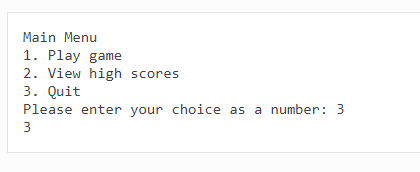 Main Menu
1. Play game
2. View high scores
3. Quit
Please enter your choice as a number: 3
3